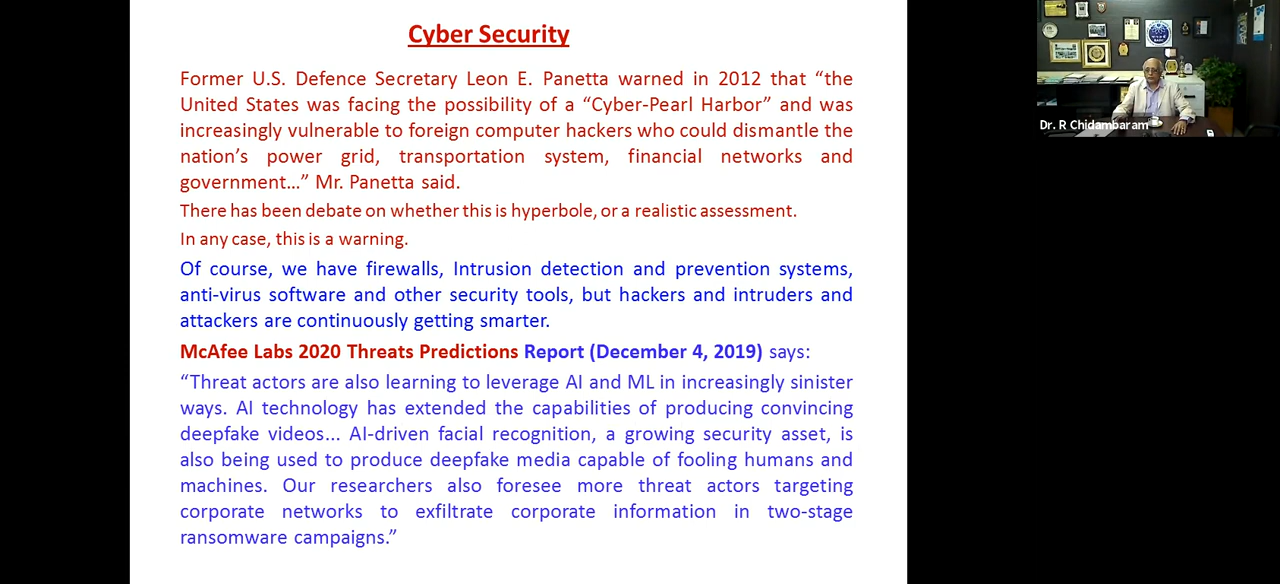 Cyber Security
Former U.S. Defence Secretary Leon E. Panetta warned in 2012 that “the
United States was facing the possibility of a “Cyber-Pearl Harbor” and was
increasingly vulnerable to foreign computer hackers who could dismantle the
nation’s power grid, transportation system, financial networks and
government…” Mr. Panetta said.
There has been debate on whether this is hyperbole, or a realistic assessment.
In any case, this is a warning.
Of course, we have firewalls, Intrusion detection and prevention systems,
anti-virus software and other security tools, but hackers and intruders and
attackers are continuously getting smarter.
McAfee Labs 2020 Threats Predictions Report (December 4, 2019) says:
“Threat actors are also learning to leverage AI and ML in increasingly sinister
ways. AI technology has extended the capabilities of producing convincing
deepfake videos... AI-driven facial recognition, a growing security asset, is
also being used to produce deepfake media capable of fooling humans and
machines. Our researchers also foresee more threat actors targeting
corporate networks to exfiltrate corporate information in two-stage
ransomware campaigns.”
Dr. R Chidambaram